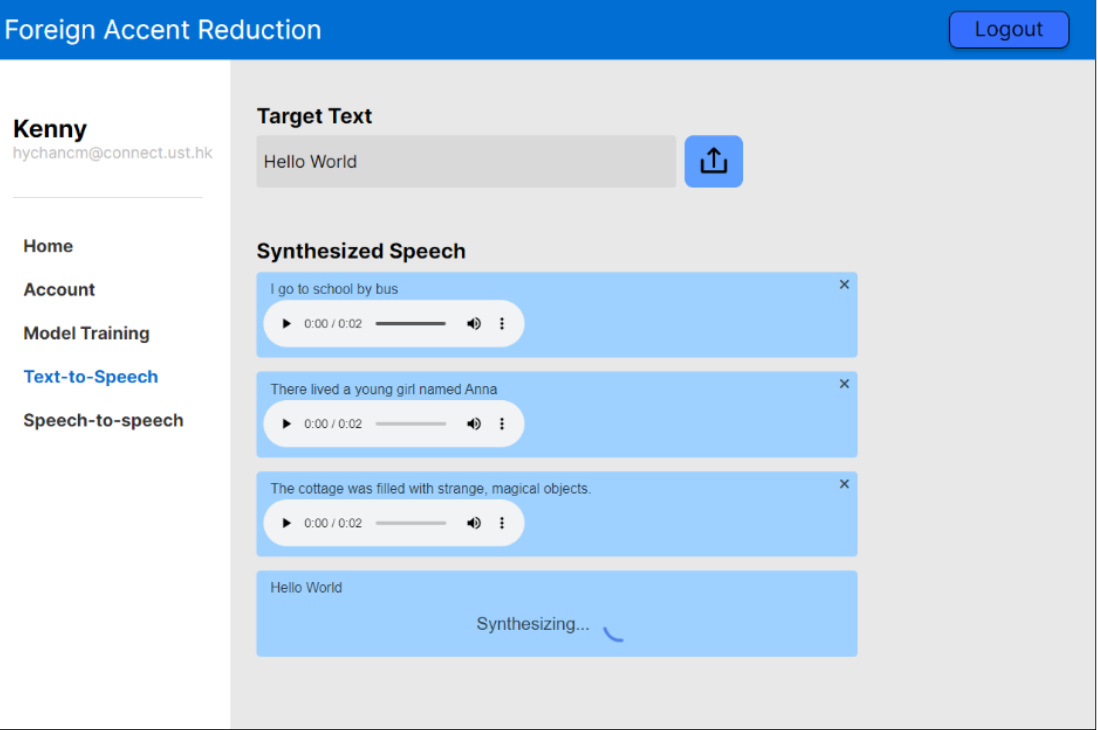 Foreign Accent Reduction
Logout
Kenny
hychancm@connect.ust.hk
Home
Account
Model Training
Text-to-Speech
Speech-to-speech
Target Text
Hello World
Synthesized Speech
I go to school by bus
×
0:00 / 0:02
There lived a young girl named Anna
×
0:00 / 0:02
The cottage was filled with strange, magical objects.
×
0:00 / 0:02
Hello World
Synthesizing...